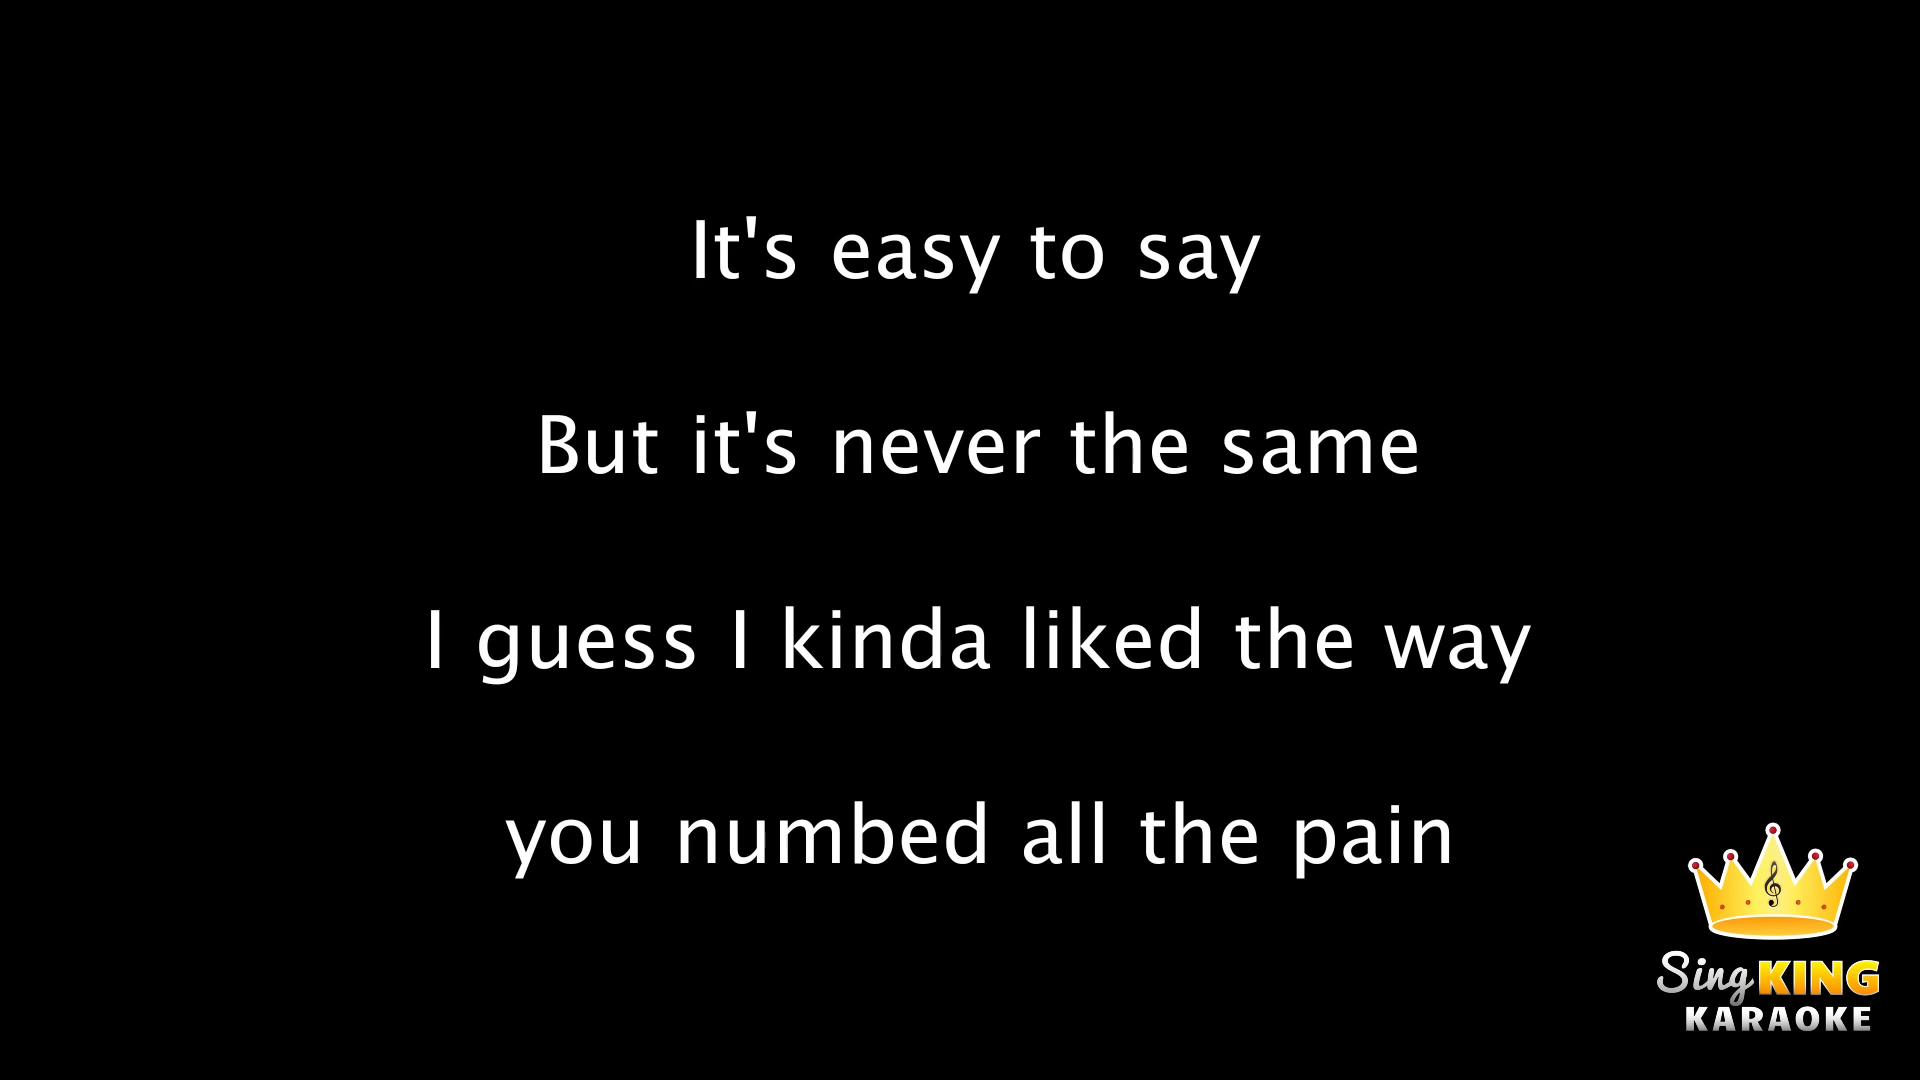 It's easy to say
But it's never the same
I guess I kinda liked the way
you numbed all the pain
Sing KING
KARAOKE